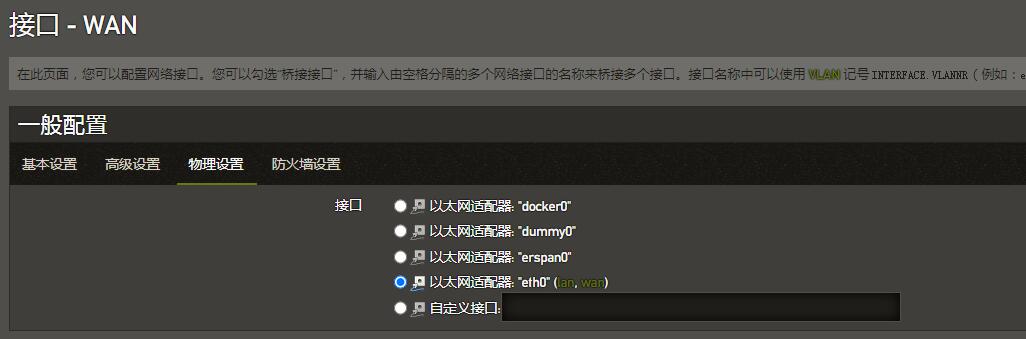 接口 - WAN
在此页面，您可以配置网络接口。您可以勾选“桥接接口”，并输入由空格分隔的多个网络接口的名称来桥接多个接口。接口名称中可以使用 VLAN 记号 INTERFACE.VLANNR（例如：e
一般配置
基本设置 高级设置 物理设置 防火墙设置
接口
以太网适配器: "docker0"
以太网适配器: "dummy0"
以太网适配器: "erspan0"
以太网适配器: "eth0" (lan, wan)
自定义接口: